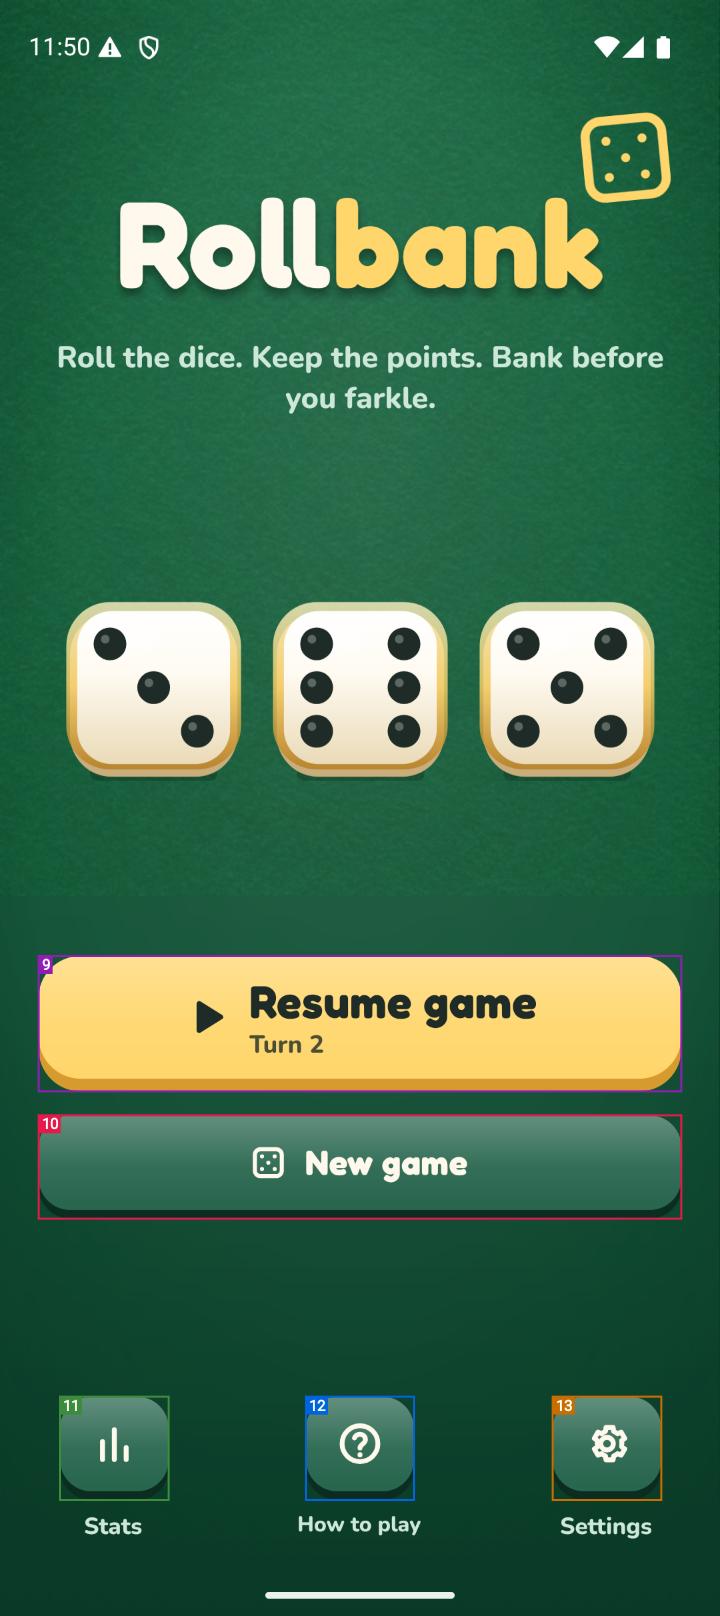 11:50
Rollbank
Roll the dice. Keep the points. Bank before
you farkle.
9
Resume game
Turn 2
10
New game
11
12
13
Stats
How to play
Settings